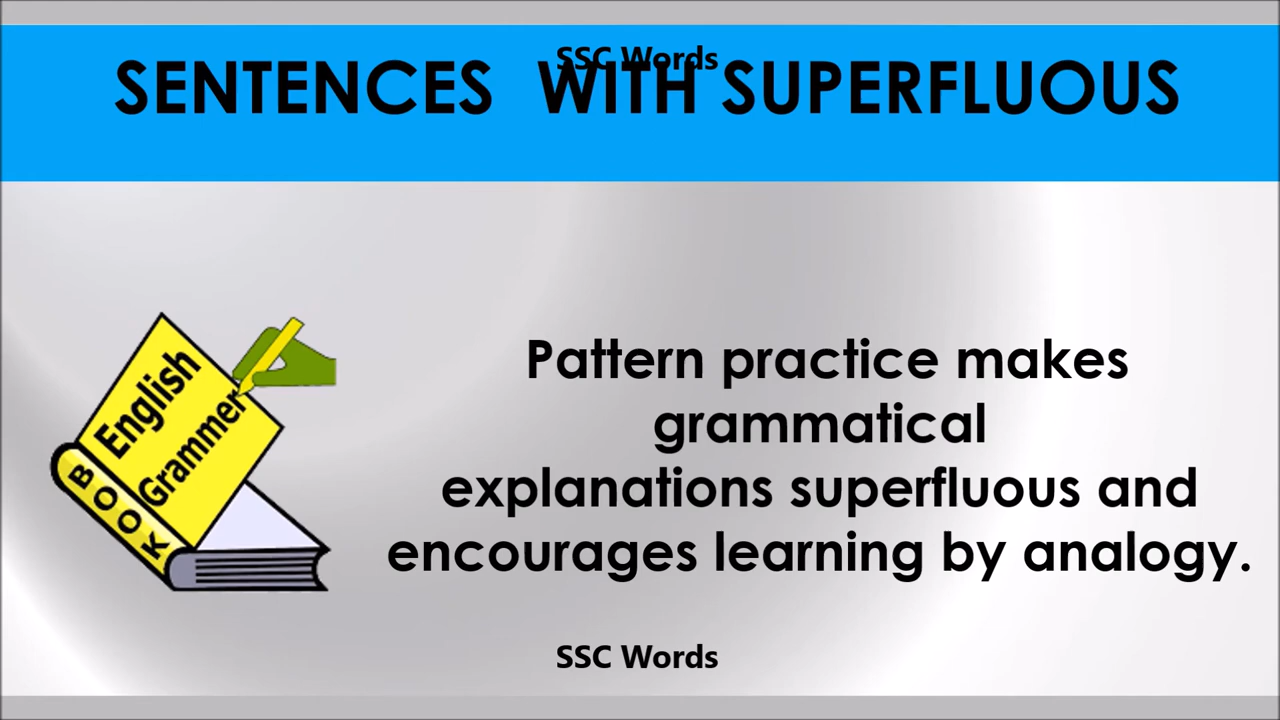 SSC Words
SENTENCES WITH SUPERFLUOUS
English
Grammer
BOOK
Pattern practice makes
grammatical
explanations superfluous and
encourages learning by analogy.
SSC Words